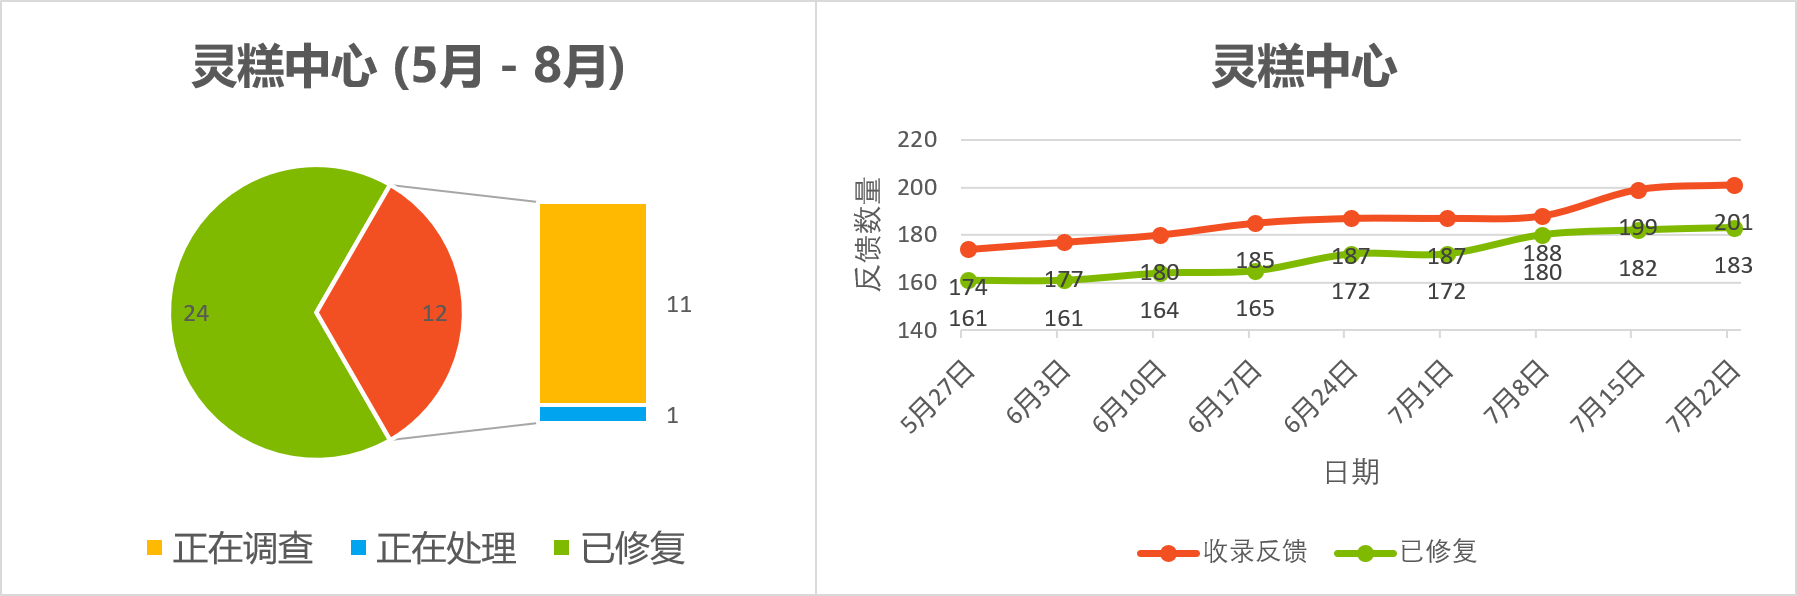 灵糕中心 (5月 - 8月)
24
12
11
1
正在调查
正在处理
已修复
灵糕中心
反馈数量
220
200
180
160
140
174 177 180 185 187 187 188 199 201
161 161 164 165 172 172 180 182 183
5月27日 6月3日 6月10日 6月17日 6月24日 7月1日 7月8日 7月15日 7月22日
日期
收录反馈
已修复